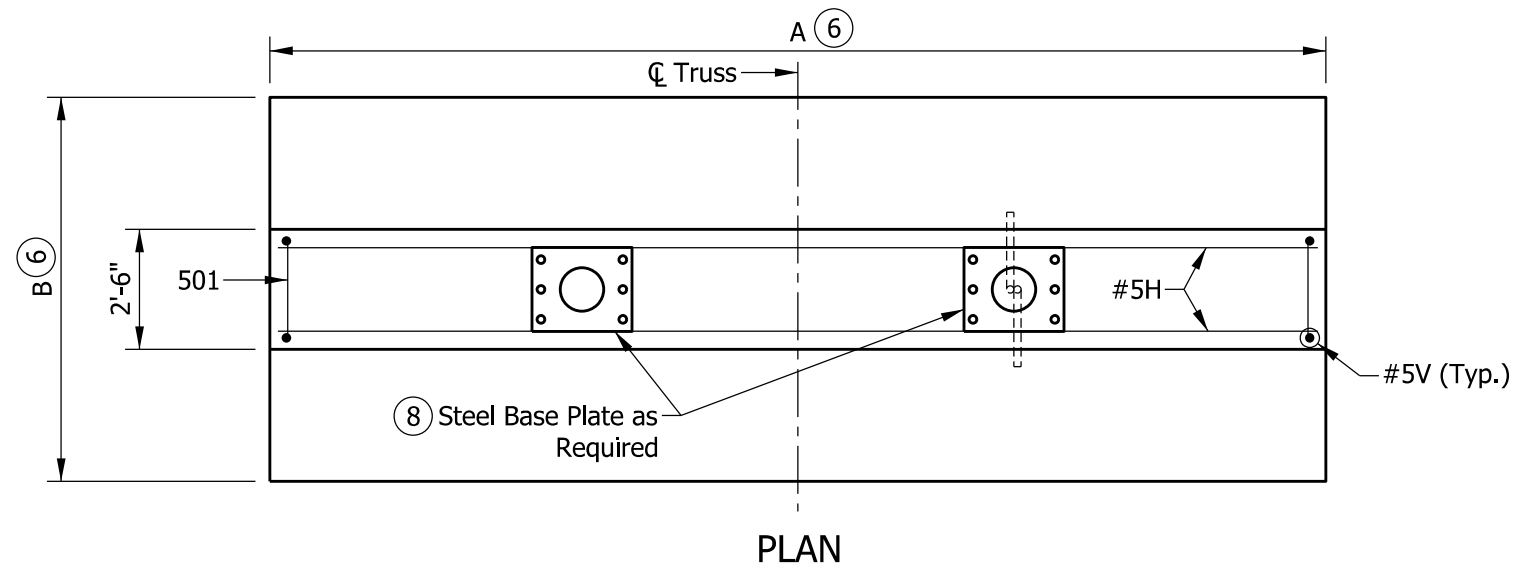 A 6
℄ Truss
B 6
2'-6"
501
#5H
#5V (Typ.)
8 Steel Base Plate as
Required
PLAN